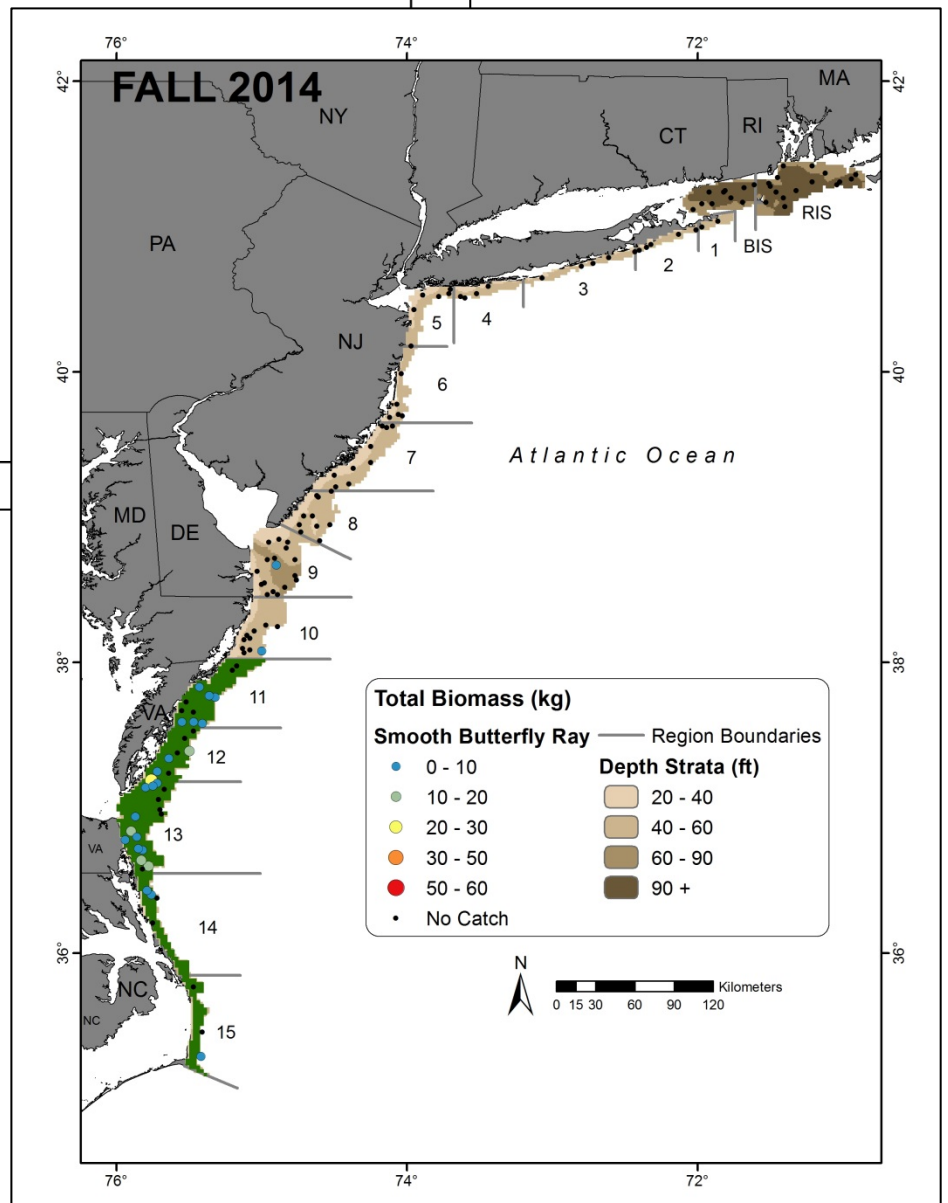 76°
74°
72°
FALL 2014
42°
42°
MA
NY
CT
RI
PA
RIS
BIS
1
2
3
4
5
NJ
40°
40°
6
7
Atlantic Ocean
MD
DE
8
9
10
38°
38°
11
VA
12
13
VA
14
36°
36°
NC
NC
15
Total Biomass (kg)
Smooth Butterfly Ray
0 - 10
10 - 20
20 - 30
30 - 50
50 - 60
No Catch
Region Boundaries
Depth Strata (ft)
20 - 40
40 - 60
60 - 90
90 +
N
Kilometers
0 15 30 60 90 120
76°
74°
72°